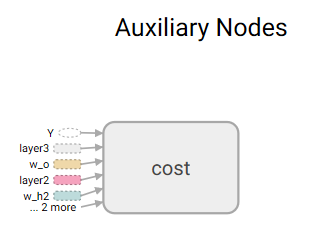 Auxiliary Nodes
Y
layer3
w_o
layer2
w_h2
... 2 more
cost